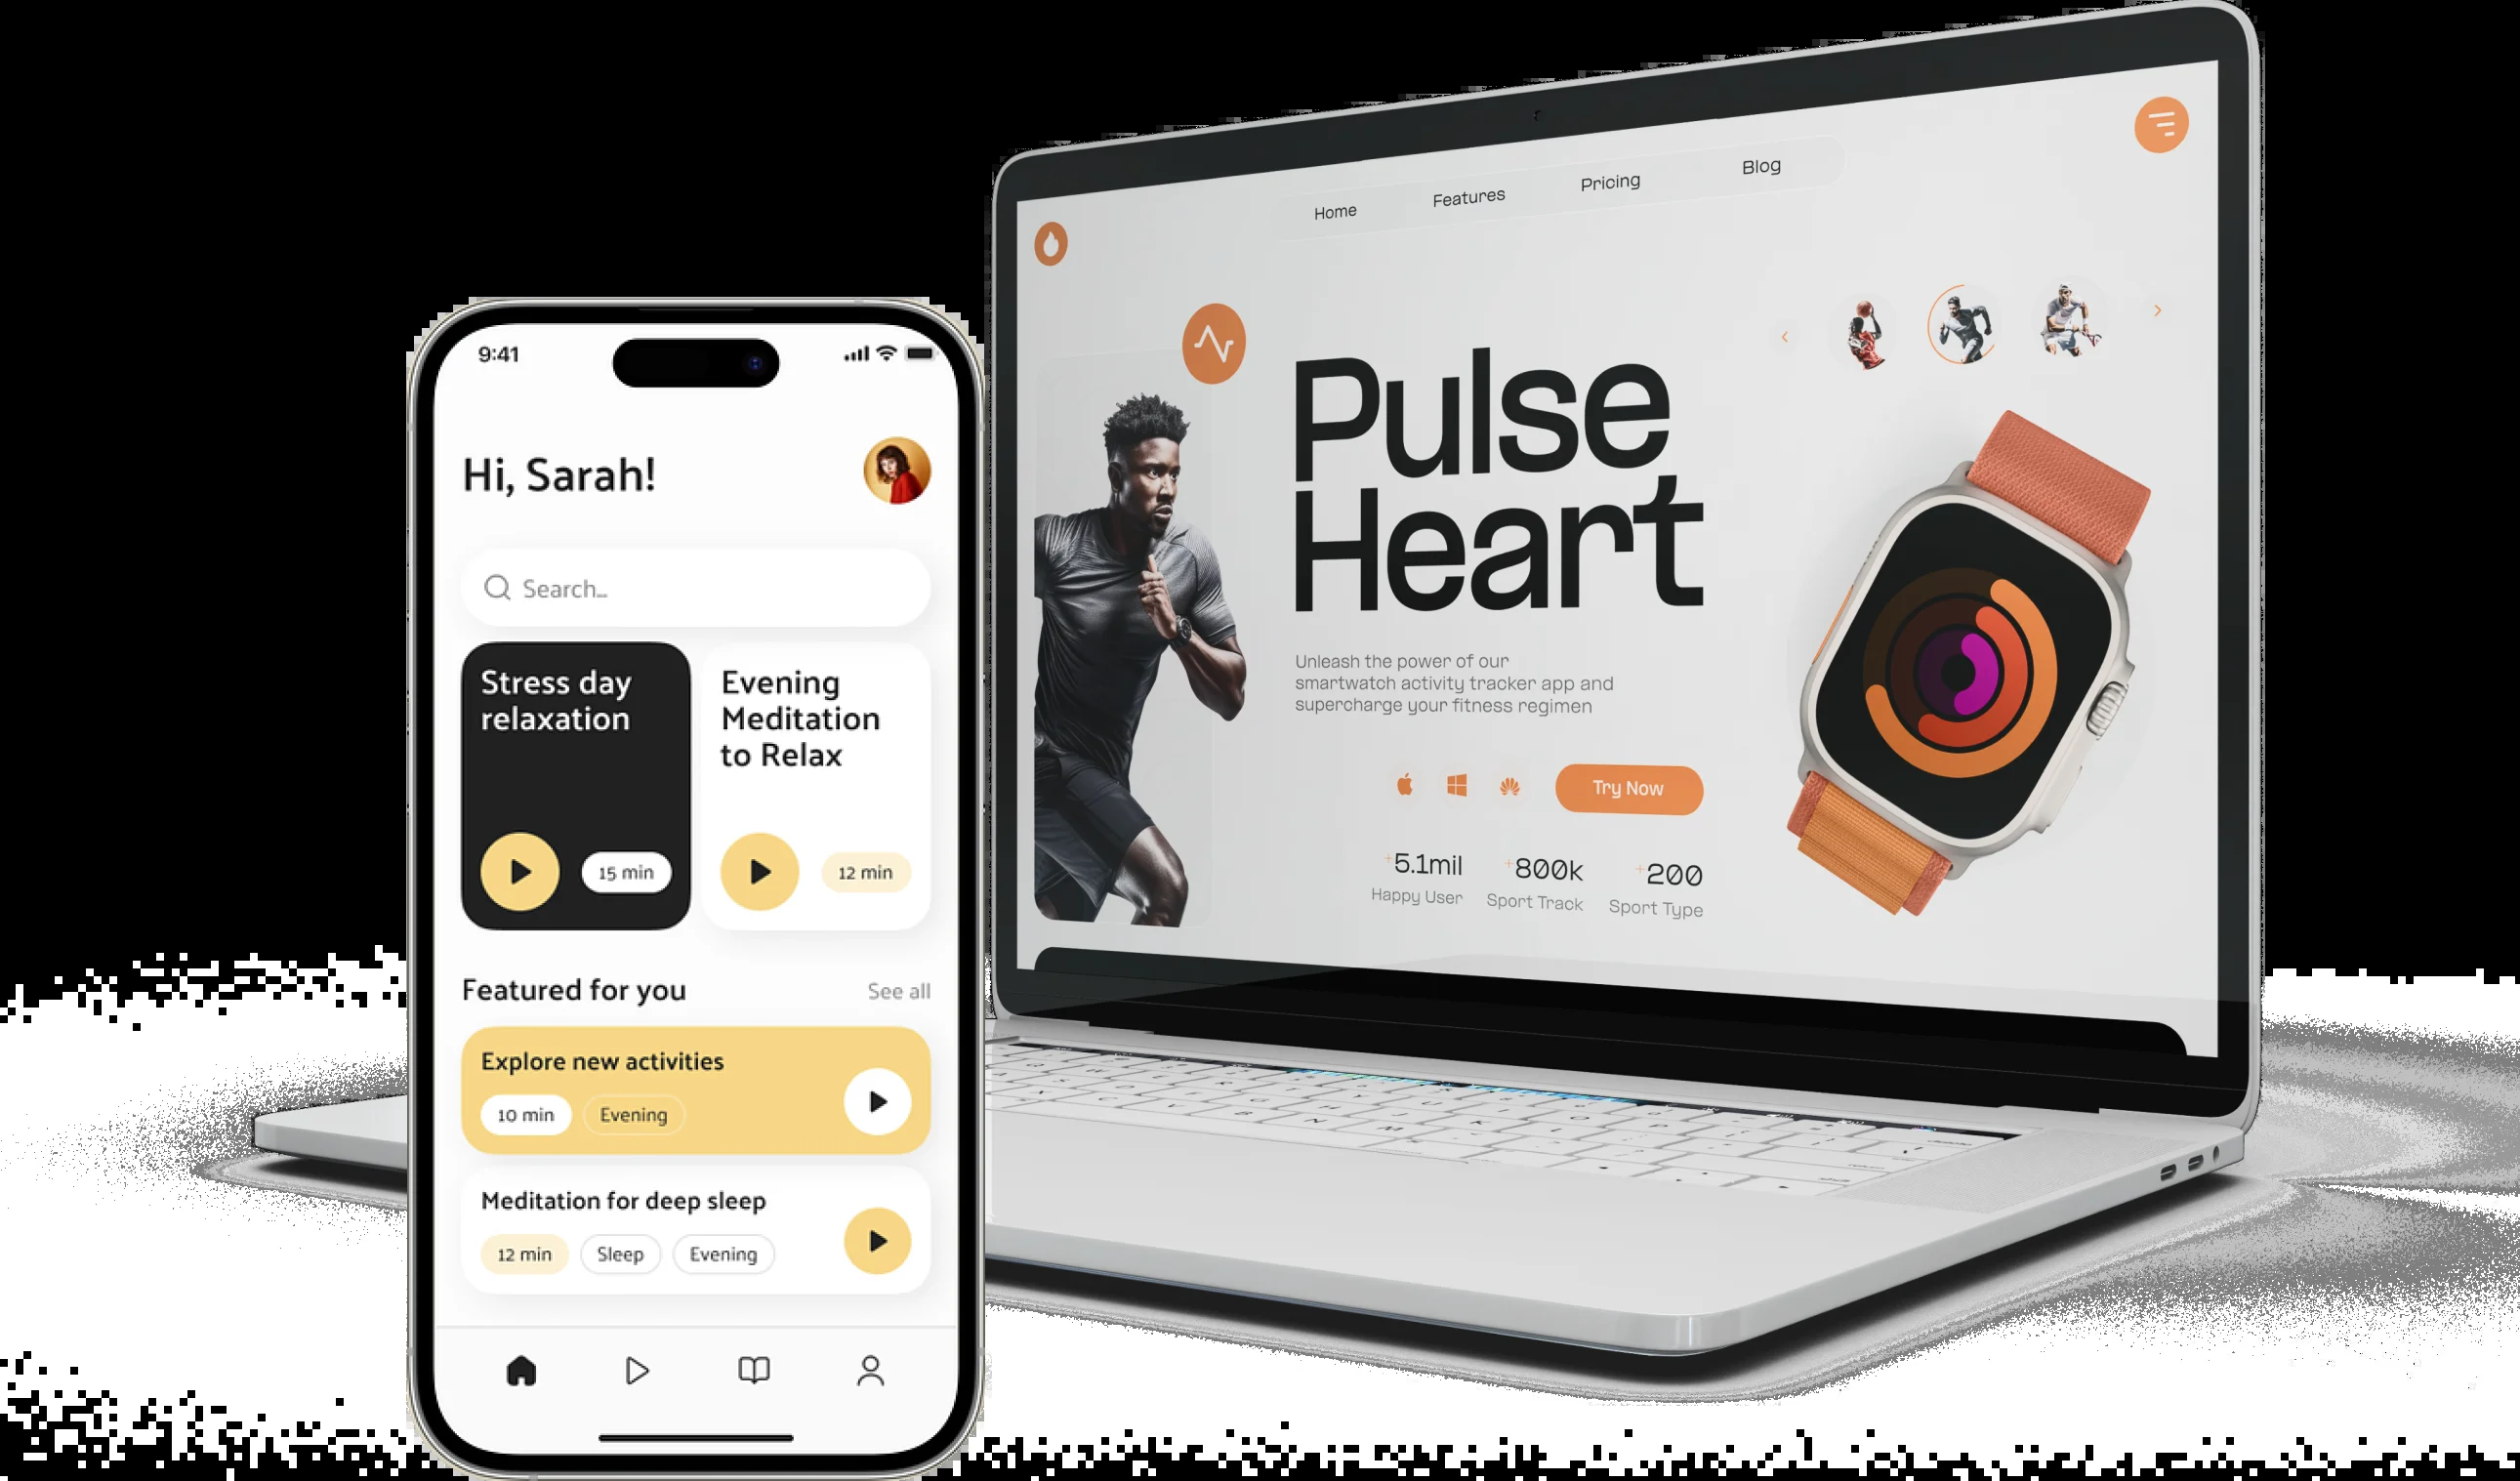 9:41
Hi, Sarah!
Search...
Stress day
relaxation
15 min
Evening
Meditation
to Relax
12 min
Featured for you
See all
Explore new activities
10 min
Evening
Meditation for deep sleep
12 min
Sleep
Evening
Home
Features
Pricing
Blog
Pulse
Heart
Unleash the power of our
smartwatch activity tracker app and
supercharge your fitness regimen
Try Now
+5.1mil
Happy User
+800k
Sport Track
+200
Sport Type